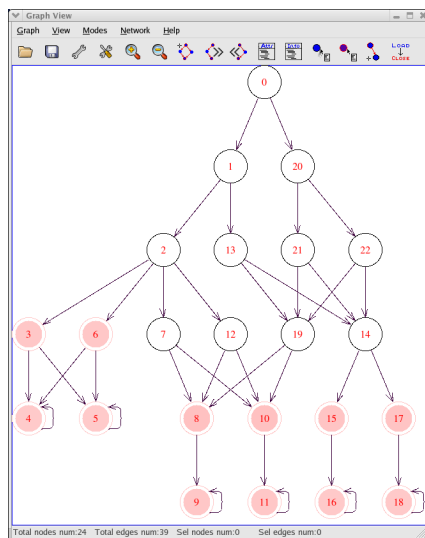 Graph View
Graph View Modes Network Help
Attr Info LOAD CLOSE
0
1 20
2 13 21 22
3 6 7 12 19 14
4 5 8 10 15 17
9 11 16 18
Total nodes num:24 Total edges num:39 Sel nodes num:0 Sel edges num:0